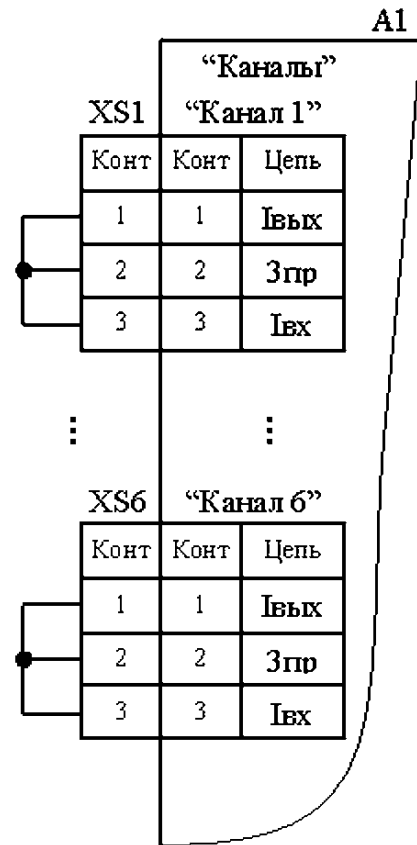 A1
“Каналы”
XS1 “Канал 1”
Конт Конт Цепь
1 1 Iвых
2 2 Зпр
3 3 Iвх
⋮ ⋮
XS6 “Канал 6”
Конт Конт Цепь
1 1 Iвых
2 2 Зпр
3 3 Iвх